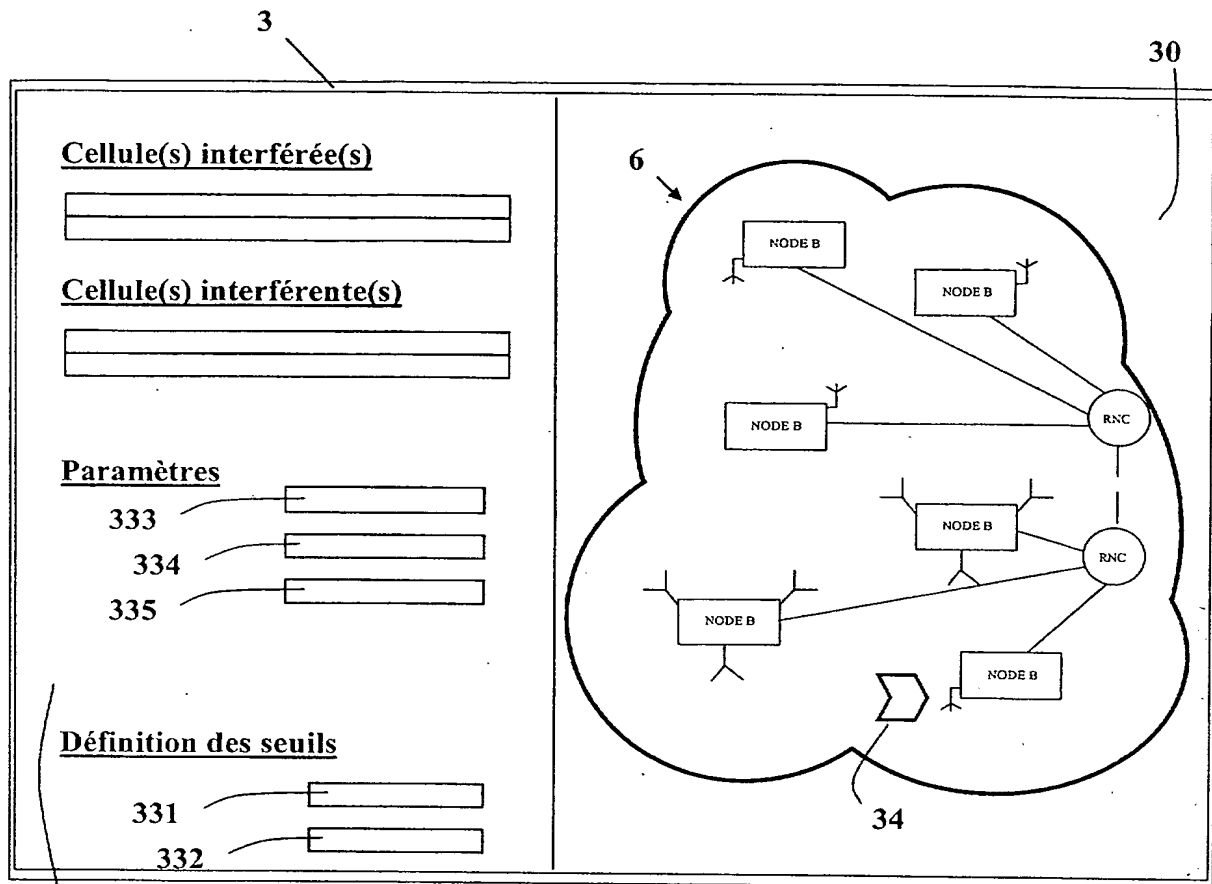 3
30
Cellule(s) interférée(s)
6
NODE B
NODE B
Cellule(s) interférente(s)
NODE B
RNC
Paramètres
333
334
335
NODE B
RNC
NODE B
NODE B
Définition des seuils
331
332
34